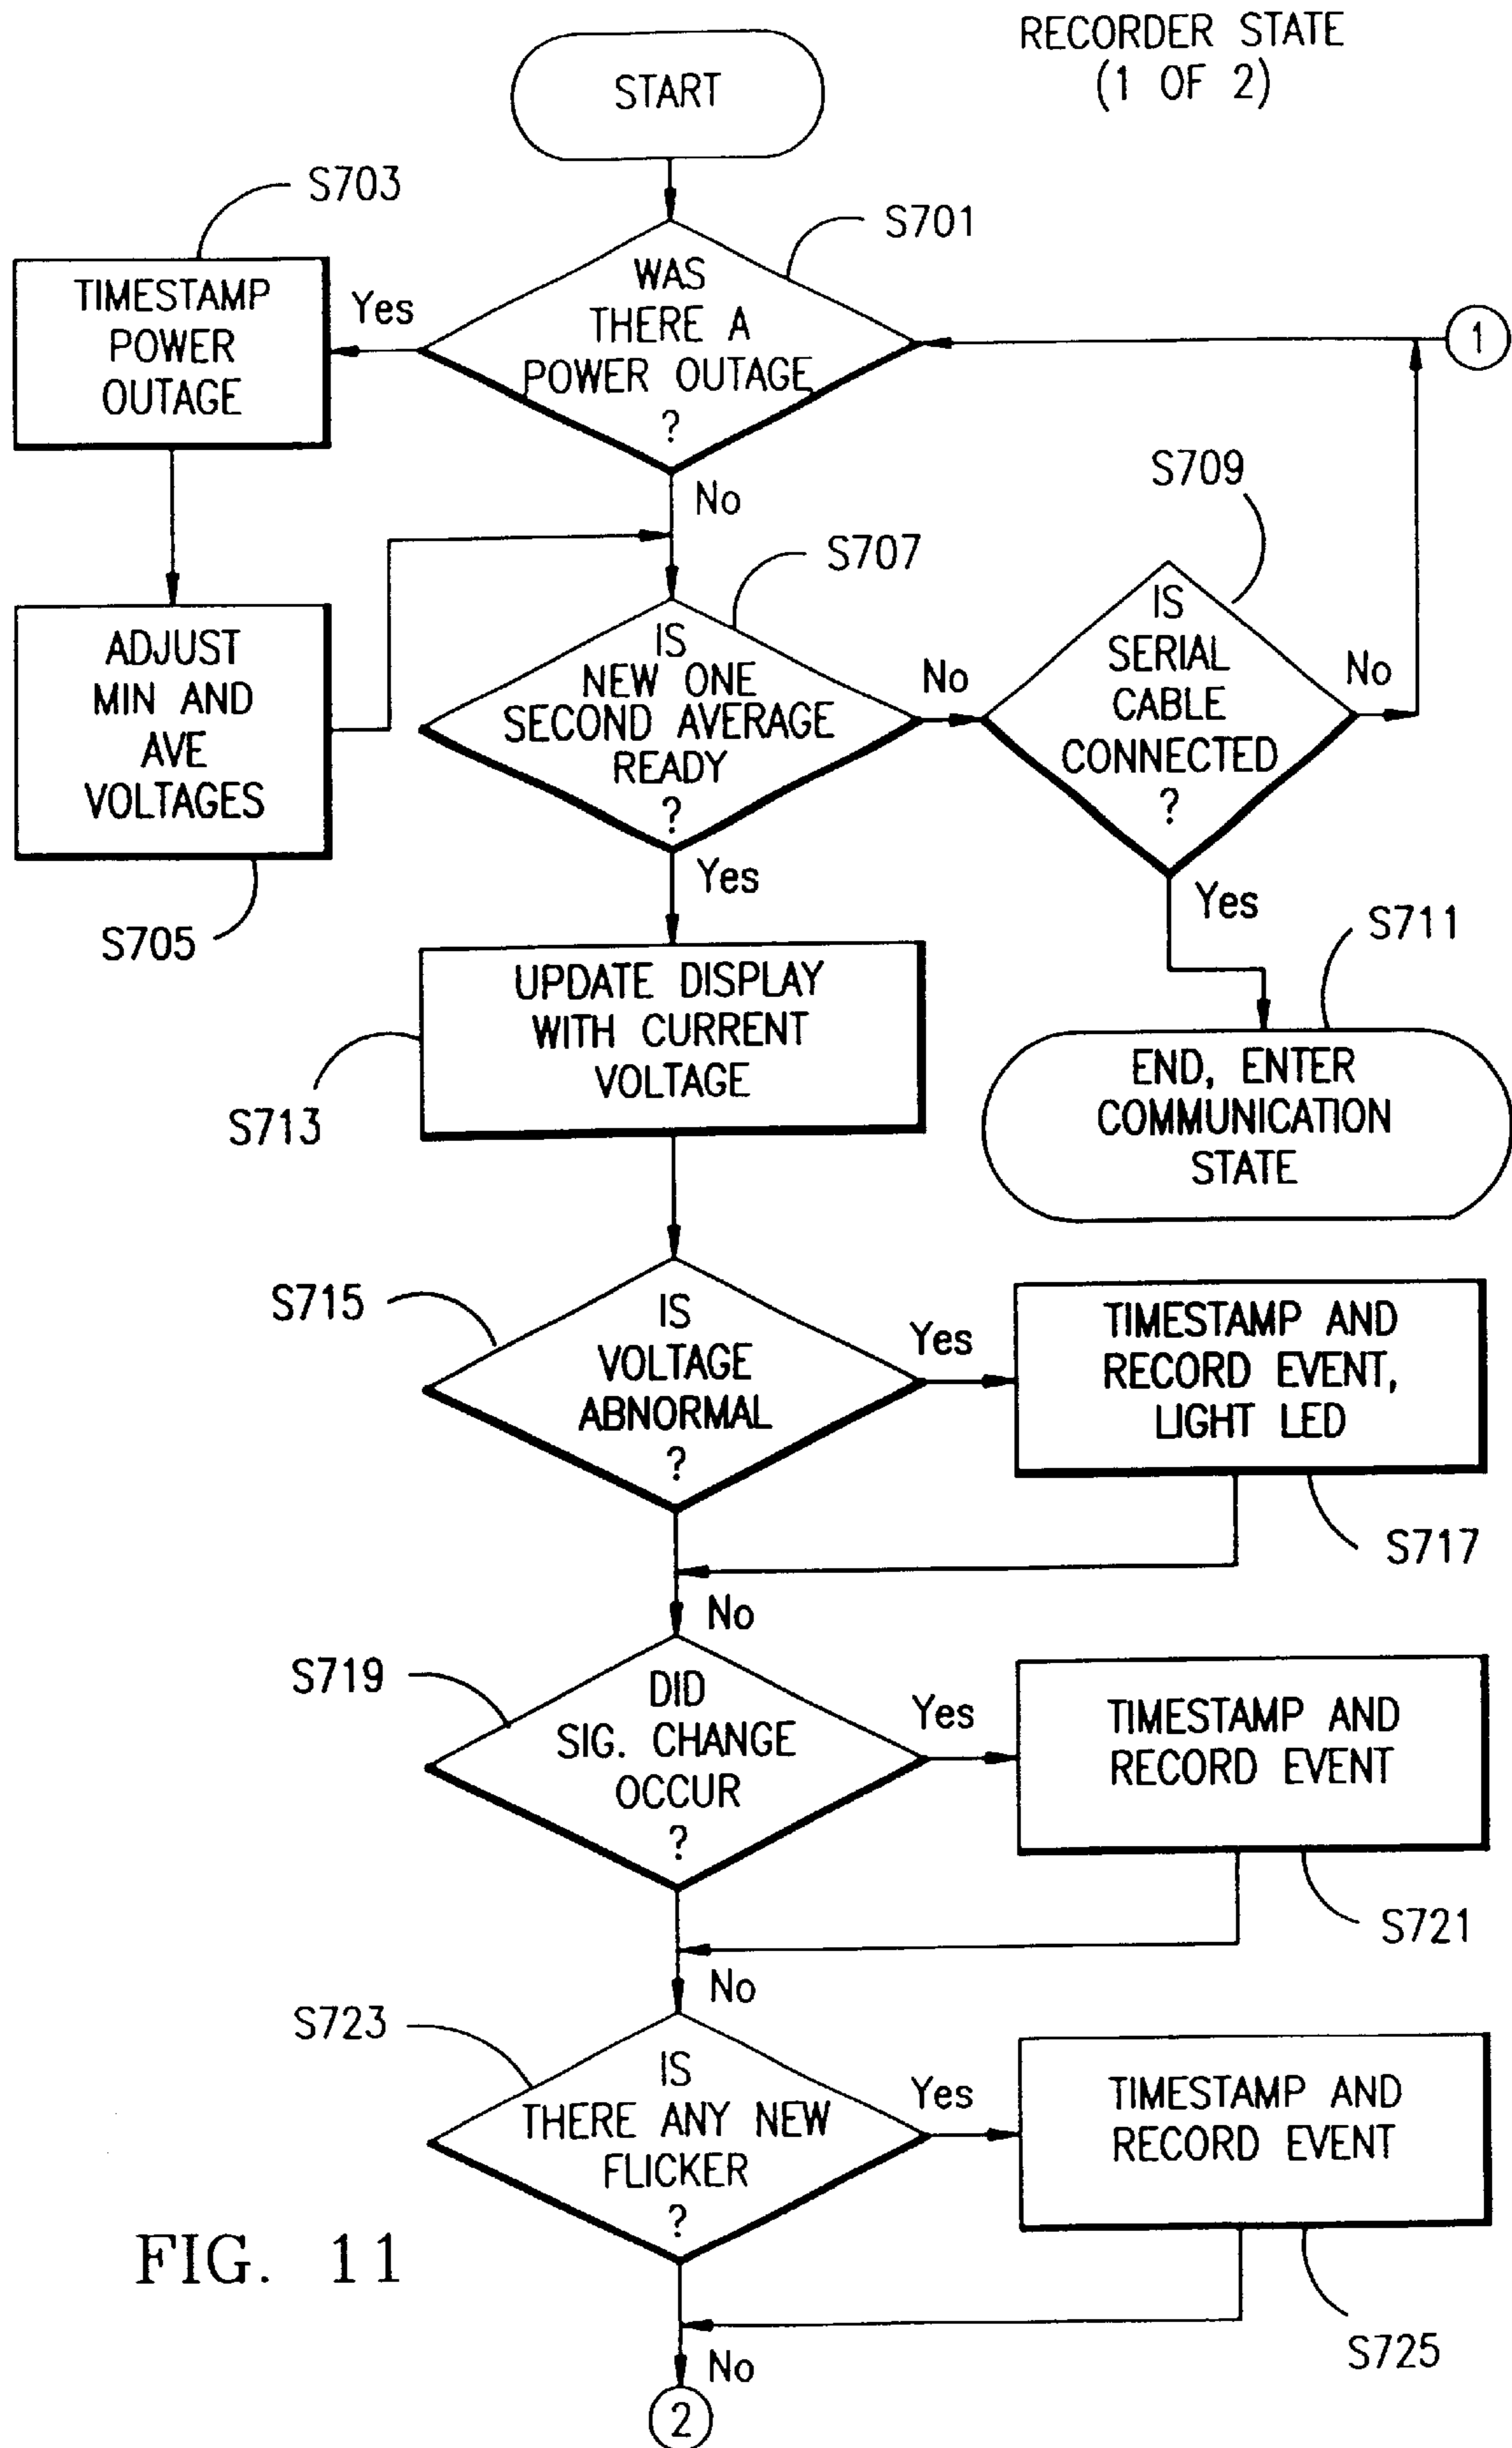 RECORDER STATE
(1 OF 2)
START
S703
S701
TIMESTAMP
POWER
OUTAGE
Yes
WAS
THERE A
POWER OUTAGE
?
1
No
S709
S707
ADJUST
MIN AND
AVE
VOLTAGES
IS
NEW ONE
SECOND AVERAGE
READY
?
No
IS
SERIAL
CABLE
CONNECTED
?
No
Yes
Yes
S705
S711
UPDATE DISPLAY
WITH CURRENT
VOLTAGE
S713
END, ENTER
COMMUNICATION
STATE
S715
IS
VOLTAGE
ABNORMAL
?
Yes
TIMESTAMP AND
RECORD EVENT,
LIGHT LED
S717
No
S719
DID
SIG. CHANGE
OCCUR
?
Yes
TIMESTAMP AND
RECORD EVENT
S721
No
S723
IS
THERE ANY NEW
FLICKER
?
Yes
TIMESTAMP AND
RECORD EVENT
S725
No
2
FIG. 11